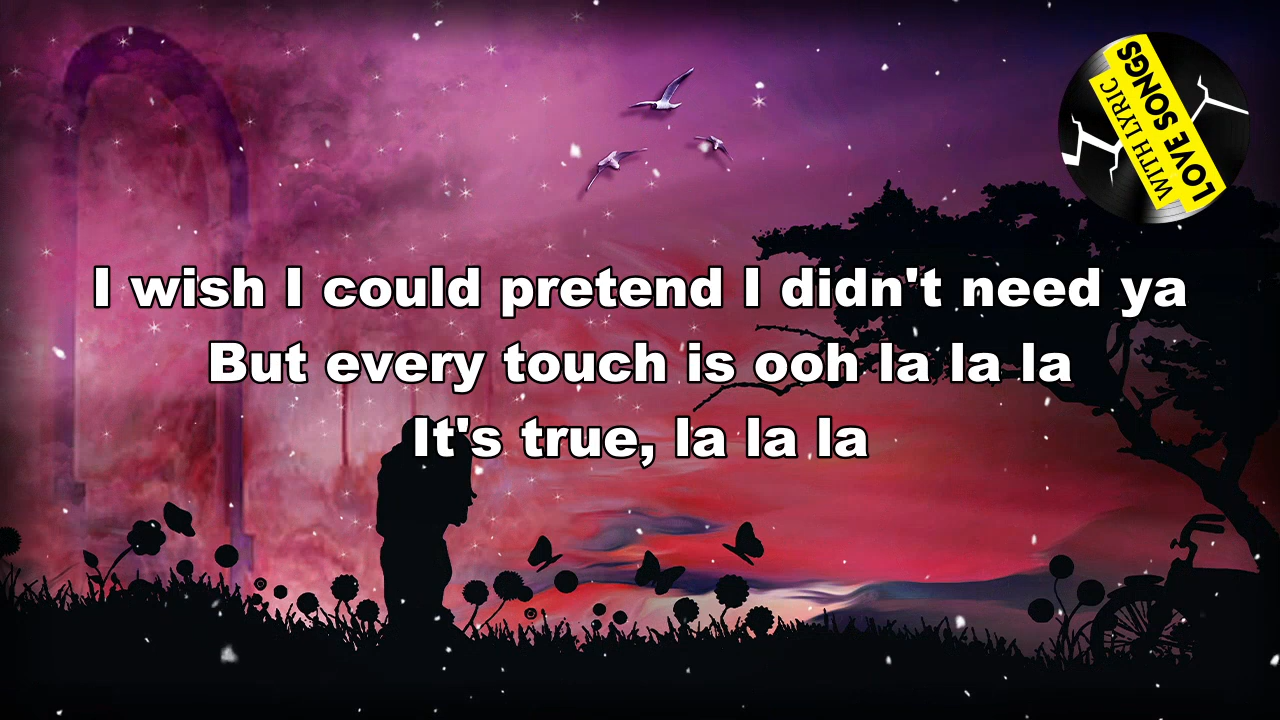 WITH LYRIC
LOVE SONGS
I wish I could pretend I didn't need ya
But every touch is ooh la la la
It's true, la la la